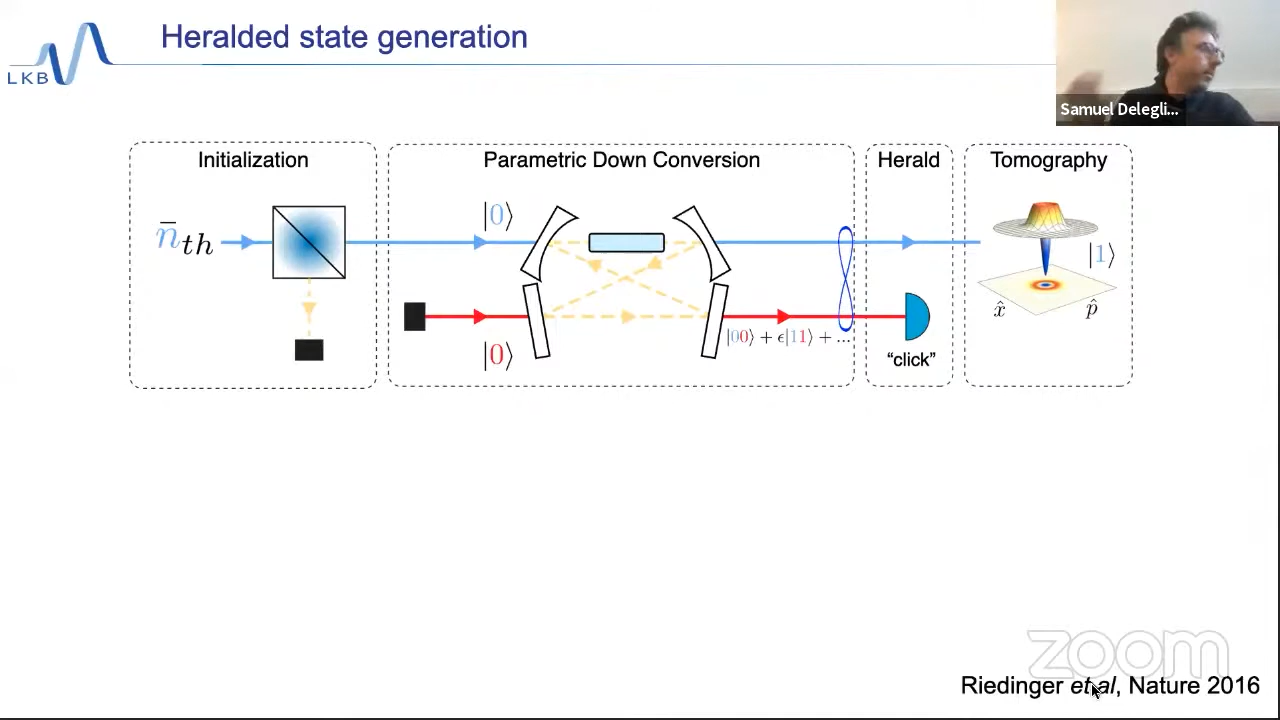 Heralded state generation
LKB
Samuel Delegli...
Initialization
Parametric Down Conversion
Herald
Tomography
n̄th
|0⟩
|0⟩
|00⟩ + ϵ|11⟩ + ...
"click"
|1⟩
x̂
p̂
zoom
Riedinger et al, Nature 2016